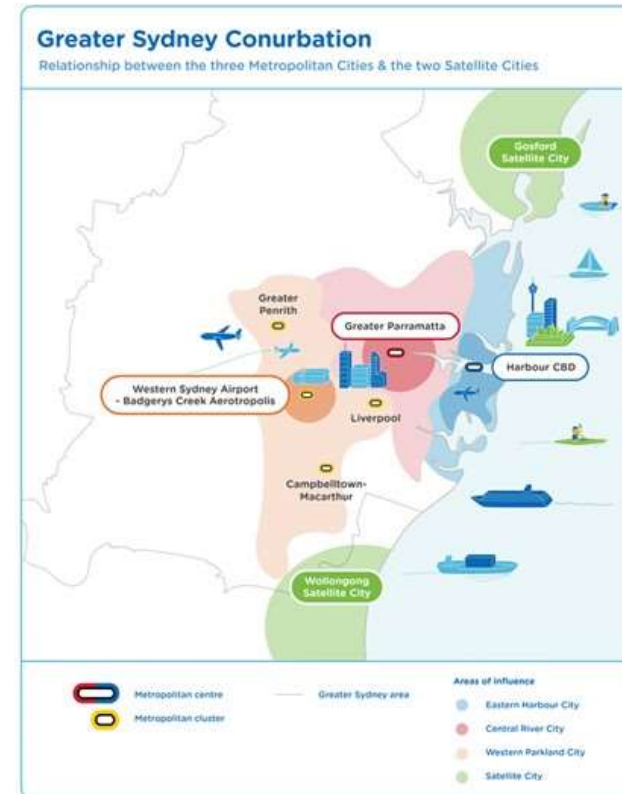 Greater Sydney Conurbation
Relationship between the three Metropolitan Cities & the two Satellite Cities
Gosford
Satellite City
Greater
Penrith
Greater Parramatta
Harbour CBD
Western Sydney Airport
- Badgerys Creek Aerotropolis
Liverpool
Campbelltown-
Macarthur
Wollongong
Satellite City
Metropolitan centre
Greater Sydney area
Metropolitan cluster
Areas of influence
Eastern Harbour City
Central River City
Western Parkland City
Satellite City